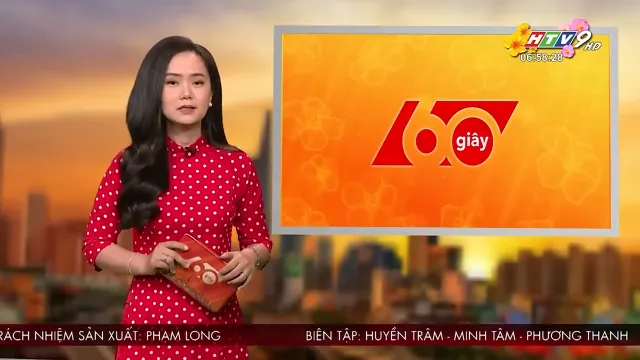 HTV9 HD
06:58:28
60 giây
60
RÁCH NHIỆM SẢN XUẤT: PHẠM LONG BIÊN TẬP: HUYỀN TRÂM - MINH TÂM - PHƯƠNG THANH